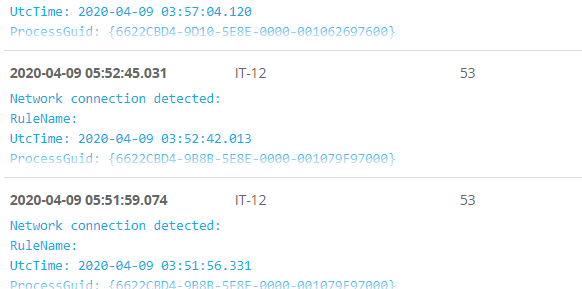 UtcTime: 2020-04-09 03:57:04.120
ProcessGuid: {6622CBD4-9D10-5E8E-0000-001062697600}
2020-04-09 05:52:45.031 IT-12 53
Network connection detected:
RuleName:
UtcTime: 2020-04-09 03:52:42.013
ProcessGuid: {6622CBD4-9B8B-5E8E-0000-001079F97000}
2020-04-09 05:51:59.074 IT-12 53
Network connection detected:
RuleName:
UtcTime: 2020-04-09 03:51:56.331
ProcessGuid: {6622CBD4-9B8B-5E8E-0000-001079F97000}